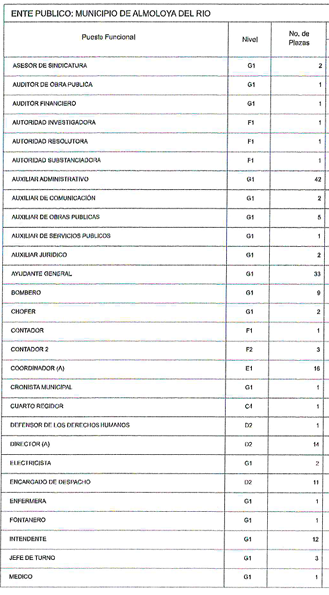 ENTE PUBLICO: MUNICIPIO DE ALMOLOYA DEL RIO
Puesto Funcional Nivel No. de Plazas
ASESOR DE SINDICATURA G1 2
AUDITOR DE OBRA PUBLICA G1 1
AUDITOR FINANCIERO G1 1
AUTORIDAD INVESTIGADORA F1 1
AUTORIDAD RESOLUTORA F1 1
AUTORIDAD SUBSTANCIADORA F1 1
AUXILIAR ADMINISTRATIVO G1 42
AUXILIAR DE COMUNICACIÓN G1 2
AUXILIAR DE OBRAS PUBLICAS G1 5
AUXILIAR DE SERVICIOS PUBLICOS G1 1
AUXILIAR JURIDICO G1 2
AYUDANTE GENERAL G1 33
BOMBERO G1 9
CHOFER G1 2
CONTADOR F1 1
CONTADOR 2 F2 3
COORDINADOR (A) E1 16
CRONISTA MUNICIPAL G1 1
CUARTO REGIDOR C4 1
DEFENSOR DE LOS DERECHOS HUMANOS D2 1
DIRECTOR (A) D2 14
ELECTRICISTA G1 2
ENCARGADO DE DESPACHO D2 11
ENFERMERA G1 1
FONTANERO G1 1
INTENDENTE G1 12
JEFE DE TURNO G1 3
MEDICO G1 1